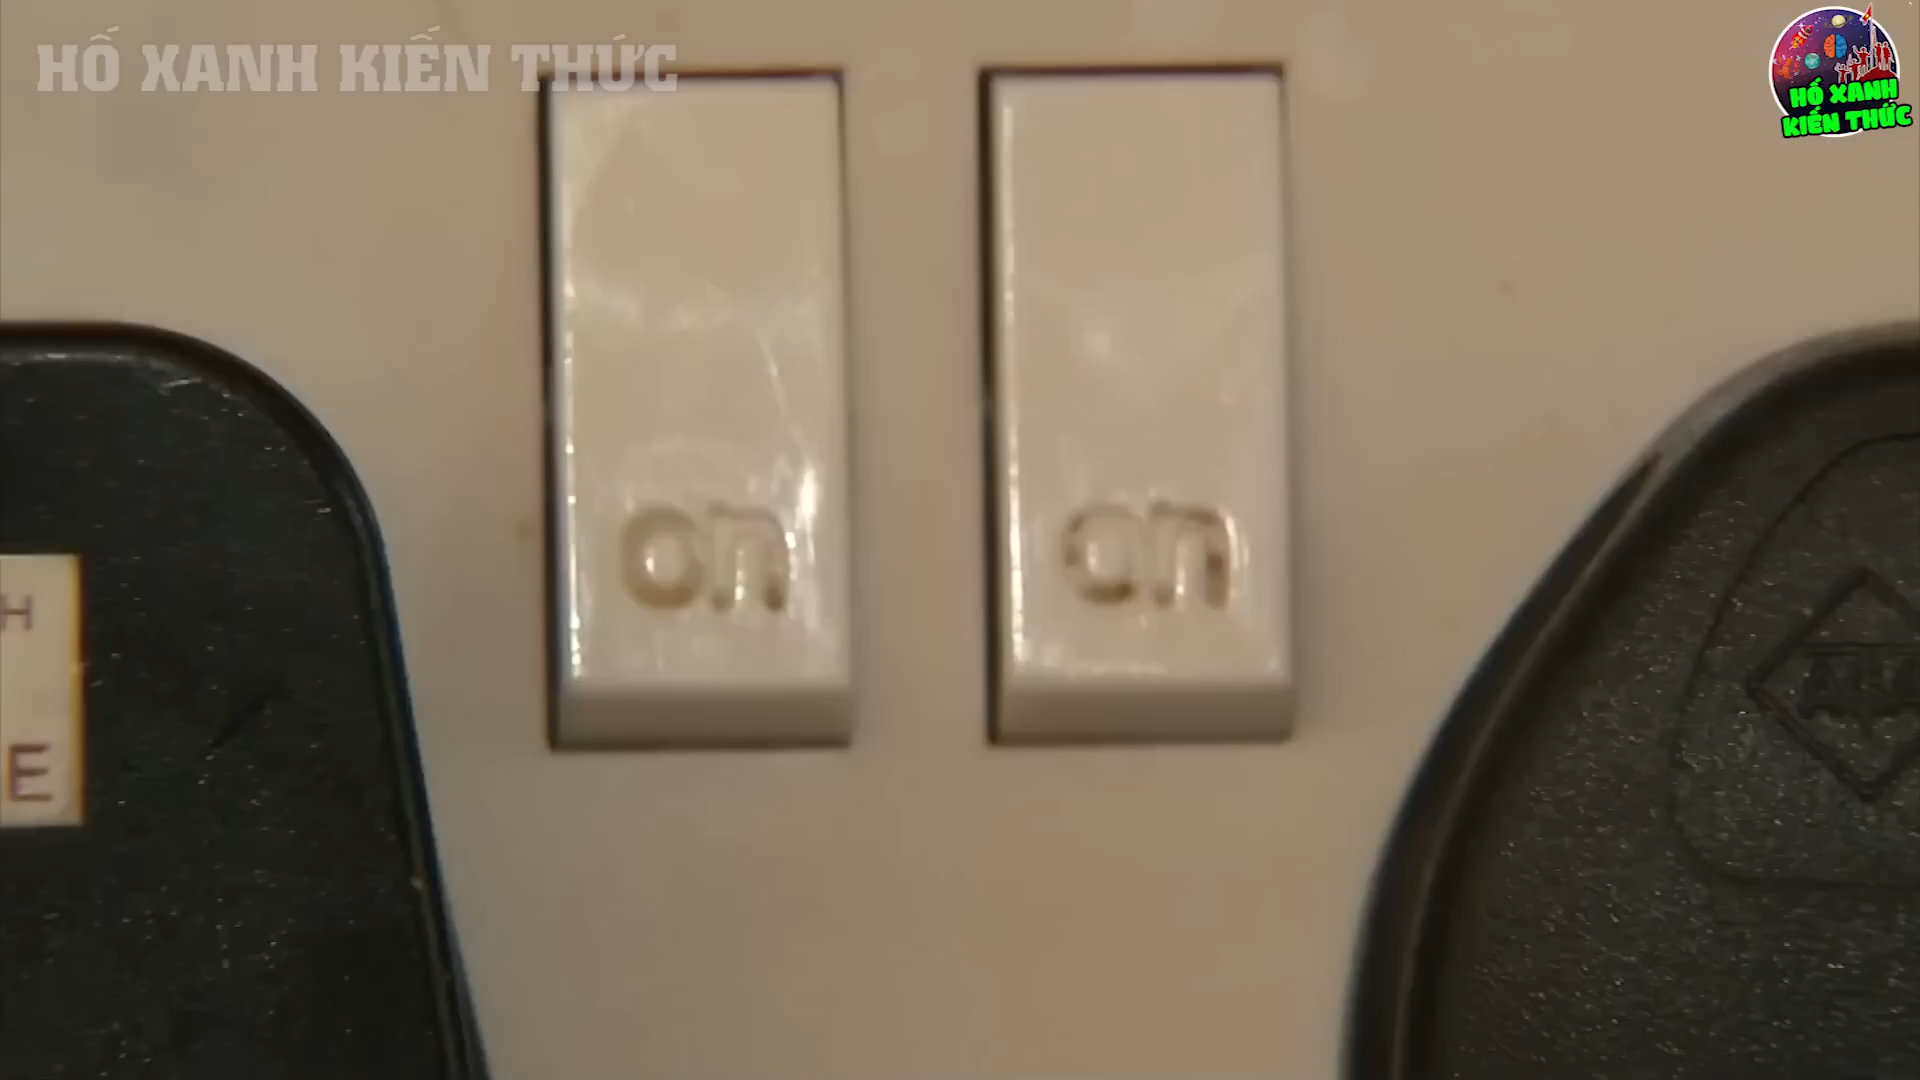 HỐ XANH KIẾN THỨC
HỐ XANH
KIẾN THỨC
on
on
H
E